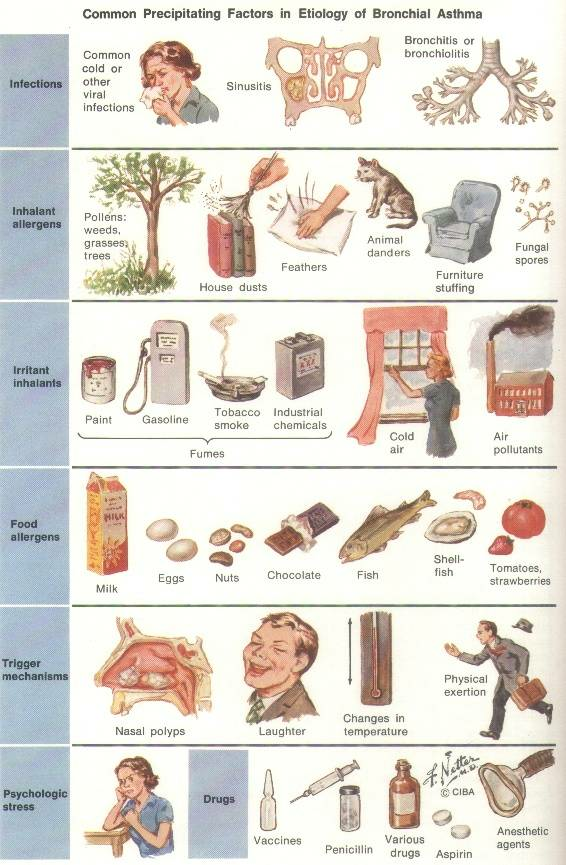 Common Precipitating Factors in Etiology of Bronchial Asthma
Infections
Common
cold or
other
viral
infections
Sinusitis
Bronchitis or
bronchiolitis
Inhalant
allergens
Pollens:
weeds,
grasses,
trees
House dusts
Feathers
Animal
danders
Furniture
stuffing
Fungal
spores
Irritant
inhalants
Paint
Gasoline
Tobacco
smoke
Industrial
chemicals
Fumes
Cold
air
Air
pollutants
Food
allergens
MILK
Milk
Eggs
Nuts
Chocolate
Fish
Shell-
fish
Tomatoes,
strawberries
Trigger
mechanisms
Nasal polyps
Laughter
Changes in
temperature
Physical
exertion
Psychologic
stress
Drugs
Vaccines
Penicillin
Various
drugs
Aspirin
Anesthetic
agents
F. Netter
M.D.
© CIBA